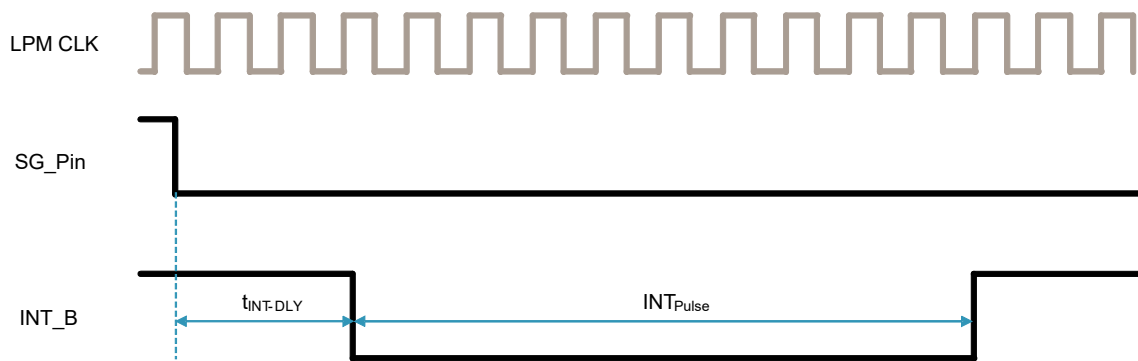 LPM CLK
SG_Pin
INT_B
tINT-DLY
INTPulse